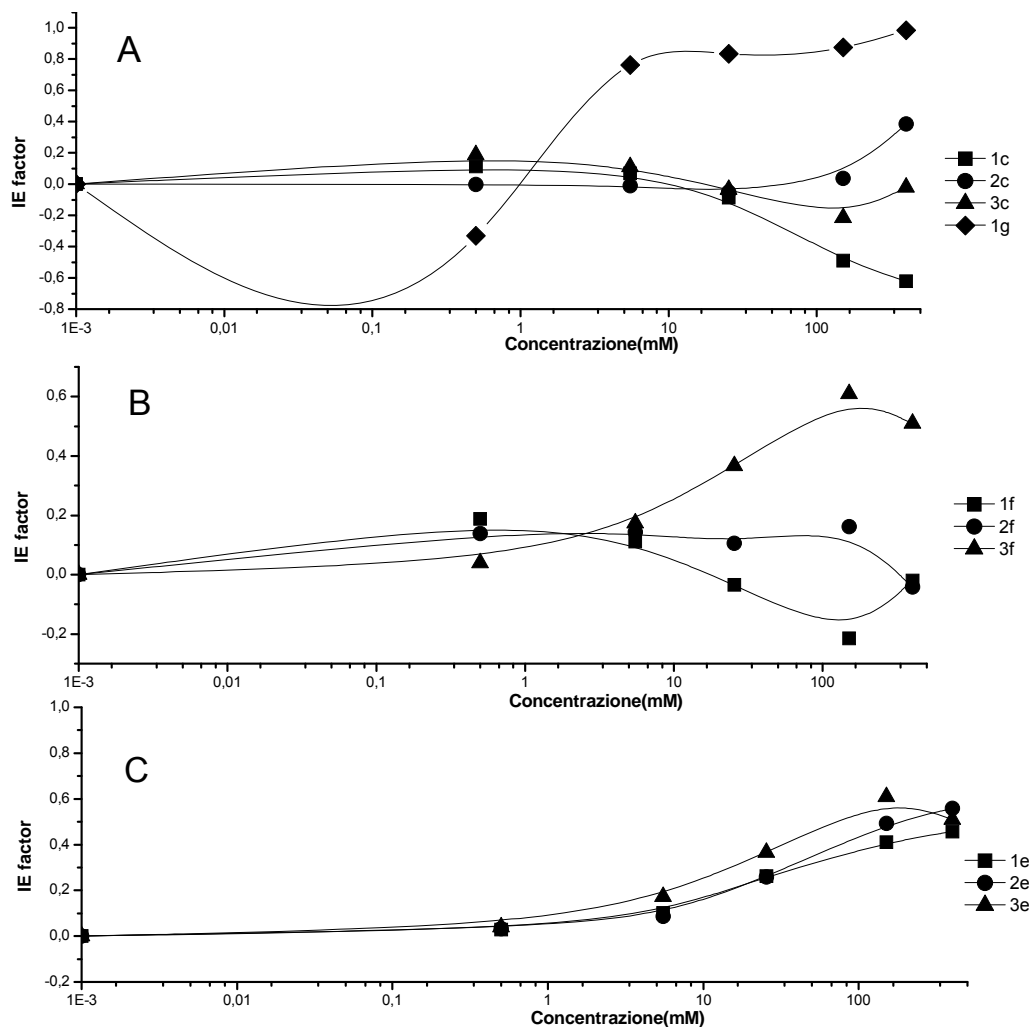 A
1,0
0,8
0,6
0,4
0,2
0,0
-0,2
-0,4
-0,6
-0,8
IE factor
1E-3 0,01 0,1 1 10 100
Concentrazione(mM)
1c
2c
3c
1g
B
0,6
0,4
0,2
0,0
-0,2
IE factor
1E-3 0,01 0,1 1 10 100
Concentrazione(mM)
1f
2f
3f
C
1,0
0,8
0,6
0,4
0,2
0,0
-0,2
IE factor
1E-3 0,01 0,1 1 10 100
Concentrazione(mM)
1e
2e
3e